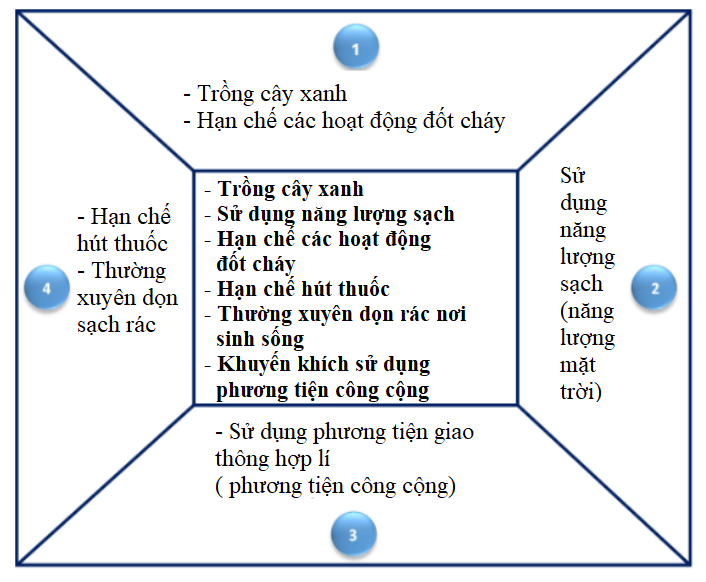 1
- Trồng cây xanh
- Hạn chế các hoạt động đốt cháy
- Trồng cây xanh
- Sử dụng năng lượng sạch
- Hạn chế các hoạt động
đốt cháy
- Hạn chế hút thuốc
- Thường xuyên dọn rác nơi
sinh sống
- Khuyến khích sử dụng
phương tiện công cộng
Sử
dụng
năng
lượng
sạch
(năng
lượng
mặt
trời)
2
- Hạn chế
hút thuốc
- Thường
xuyên dọn
sạch rác
4
- Sử dụng phương tiện giao
thông hợp lí
( phương tiện công cộng)
3